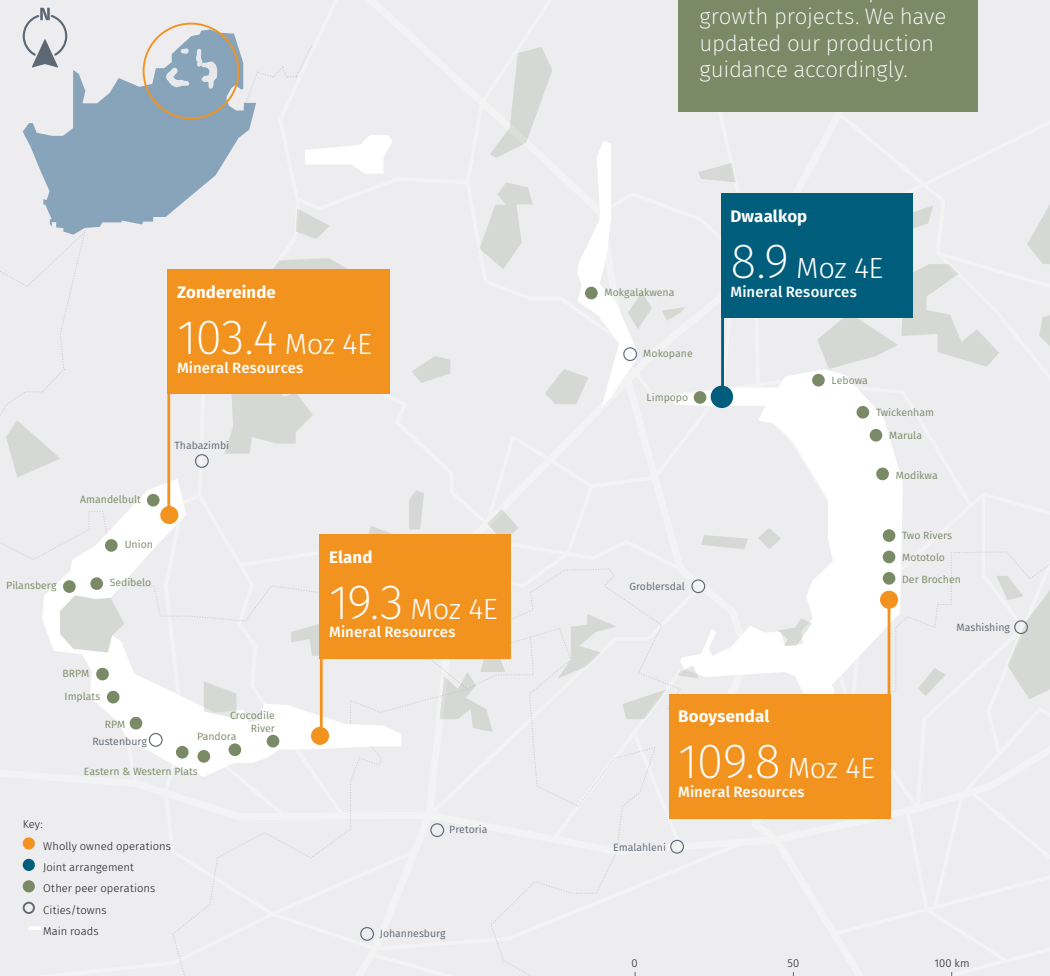 N
growth projects. We have
updated our production
guidance accordingly.
Dwaalkop
8.9 Moz 4E
Mineral Resources
Zondereinde
103.4 Moz 4E
Mineral Resources
Mokgalakwena
Mokopane
Limpopo
Lebowa
Twickenham
Marula
Modikwa
Thabazimbi
Amandelbult
Union
Pilansberg
Sedibelo
Eland
19.3 Moz 4E
Mineral Resources
Two Rivers
Mototolo
Der Brochen
Groblersdal
Mashishing
BRPM
Implats
RPM
Rustenburg
Crocodile
River
Pandora
Eastern & Western Plats
Booysendal
109.8 Moz 4E
Mineral Resources
Pretoria
Emalahleni
Johannesburg
Key:
Wholly owned operations
Joint arrangement
Other peer operations
Cities/towns
Main roads
0 50 100 km